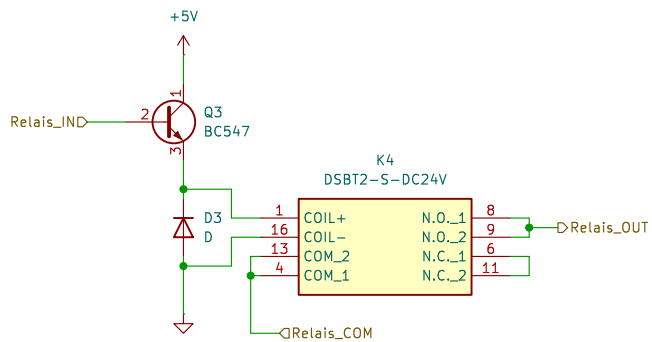 +5V
1
Relais_IN
2
Q3
BC547
3
K4
DSBT2-S-DC24V
D3
D
1 COIL+ N.O._1 8
16 COIL- N.O._2 9
13 COM_2 N.C._1 6
4 COM_1 N.C._2 11
Relais_OUT
Relais_COM